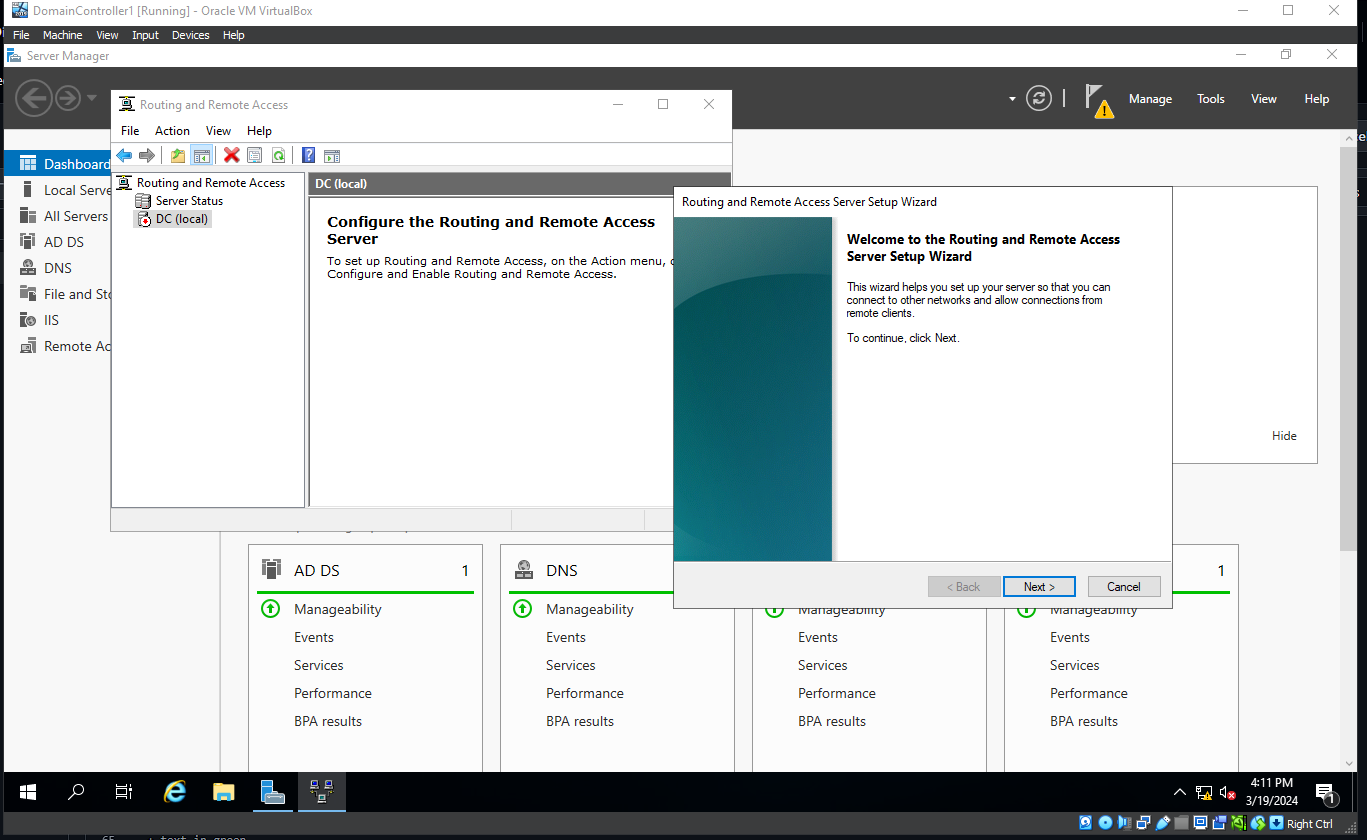 DomainController1 [Running] - Oracle VM VirtualBox
File Machine View Input Devices Help
Server Manager
Manage Tools View Help
Routing and Remote Access
File Action View Help
Dashboard
Local Serve
All Servers
AD DS
DNS
File and Sto
IIS
Remote Ac
Routing and Remote Access
Server Status
DC (local)
DC (local)
Configure the Routing and Remote Access
Server
To set up Routing and Remote Access, on the Action menu,
Configure and Enable Routing and Remote Access.
Routing and Remote Access Server Setup Wizard
Welcome to the Routing and Remote Access
Server Setup Wizard
This wizard helps you set up your server so that you can
connect to other networks and allow connections from
remote clients.
To continue, click Next.
< Back Next > Cancel
Hide
AD DS 1
Manageability
Events
Services
Performance
BPA results
DNS
Manageability
Events
Services
Performance
BPA results
Manageability
Events
Services
Performance
BPA results
1
Manageability
Events
Services
Performance
BPA results
4:11 PM
3/19/2024
1
Right Ctrl